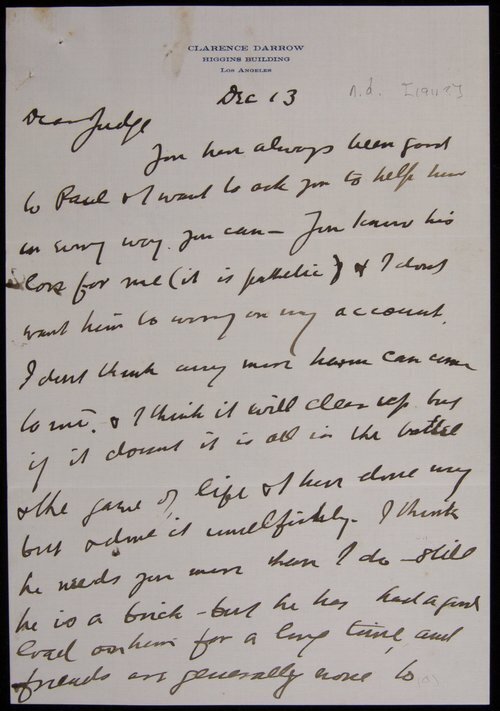 CLARENCE DARROW
HIGGINS BUILDING
LOS ANGELES
Dec 13
n.d. [1911?]
Dear Judge
You have always been good
to Paul & I want to ask you to help him
in every way you can – You know his
love for me (it is pathetic) & I dont
want him to worry on my account.
I dont think any more harm can come
to me. & I think it will clear up but
if it doesnt it is all in the battle
& the game of life & I have done my
best & done it unselfishly. I think
he needs you more than I do – still
he is a brick – but he has had a good
load on him for a long time and
friends are generally none to